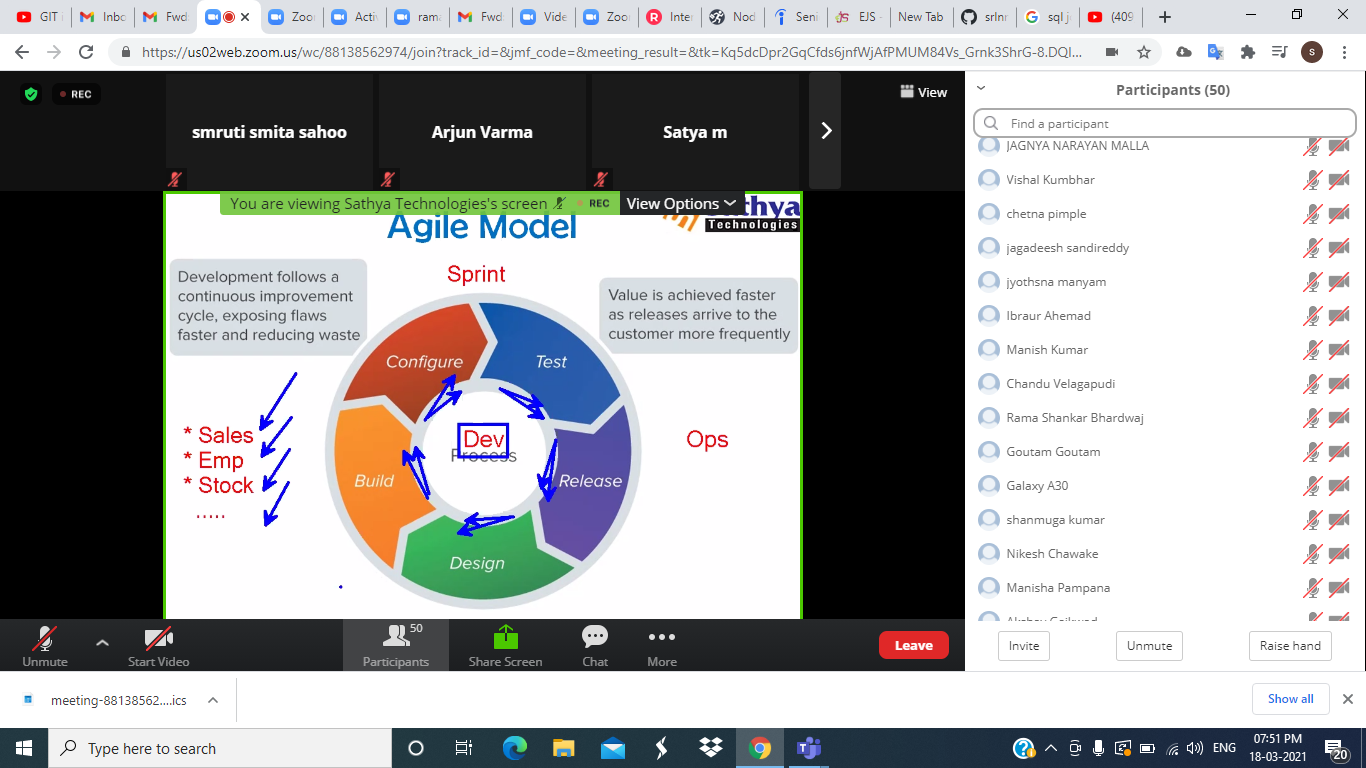 GIT i
Inbo
Fwd
Zoo
Activ
rama
Fwd
Vide
Zoo
Inter
Nod
Seni
EJS -
New Tab
srInr
sql j
(409
https://us02web.zoom.us/wc/88138562974/join?track_id=&jmf_code=&meeting_result=&tk=Kq5dcDpr2GqCfds6jnfWjAfPMUM84Vs_Grnk3ShrG-8.DQI...
S
REC
smruti smita sahoo
Arjun Varma
Satya m
View
You are viewing Sathya Technologies's screen
REC
View Options
Technologies
Agile Model
Development follows a
continuous improvement
cycle, exposing flaws
faster and reducing waste
Sprint
Value is achieved faster
as releases arrive to the
customer more frequently
Configure
Test
* Sales
* Emp
* Stock
.....
Dev
Process
Ops
Build
Release
Design
Participants (50)
Find a participant
JAGNYA NARAYAN MALLA
Vishal Kumbhar
chetna pimple
jagadeesh sandireddy
jyothsna manyam
Ibraur Ahemad
Manish Kumar
Chandu Velagapudi
Rama Shankar Bhardwaj
Goutam Goutam
Galaxy A30
shanmuga kumar
Nikesh Chawake
Manisha Pampana
Invite
Unmute
Raise hand
Unmute
Start Video
50
Participants
Share Screen
Chat
More
Leave
meeting-88138562....ics
Show all
Type here to search
ENG
07:51 PM
18-03-2021
20